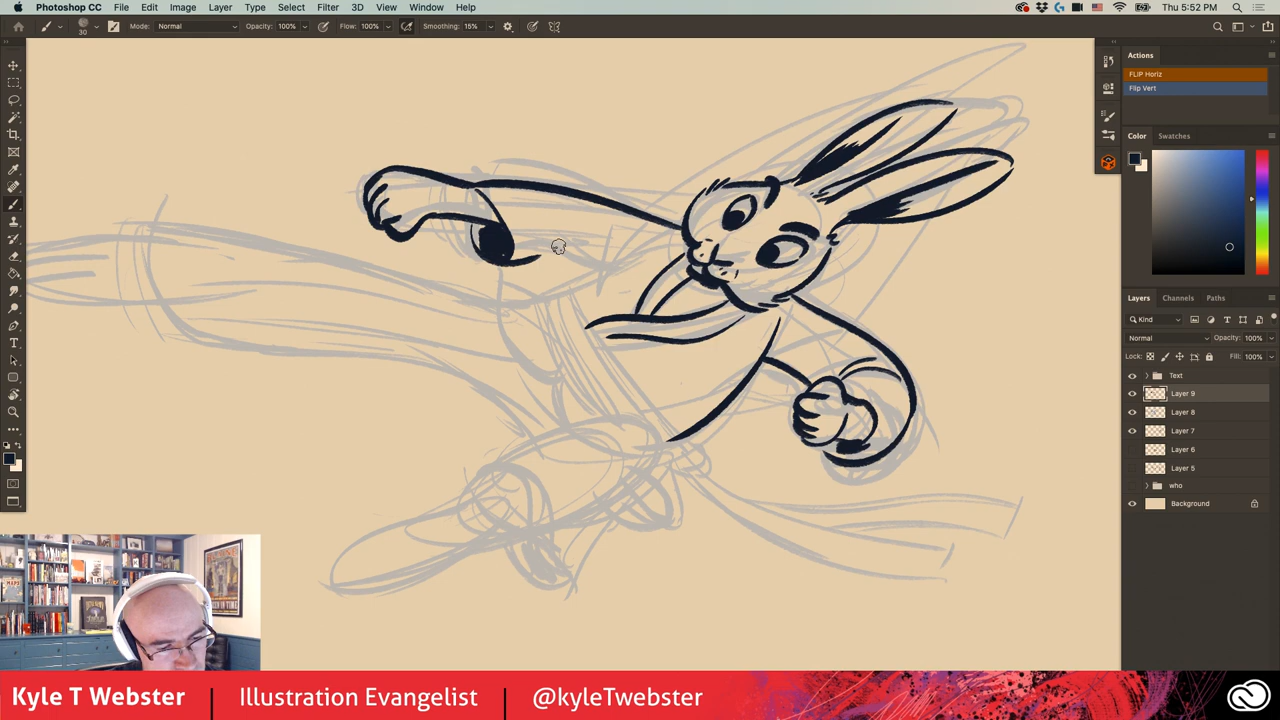 Photoshop CC File Edit Image Layer Type Select Filter 3D View Window Help Thu 5:52 PM
30 Mode: Normal Opacity: 100% Flow: 100% Smoothing: 15%
Actions
FLIP Horiz
Flip Vert
Color Swatches
Layers Channels Paths
Kind
Normal Opacity: 100%
Lock: Fill: 100%
Text
Layer 9
Layer 8
Layer 7
Layer 6
Layer 5
who
Background
Kyle T Webster | Illustration Evangelist | @kyleTwebster